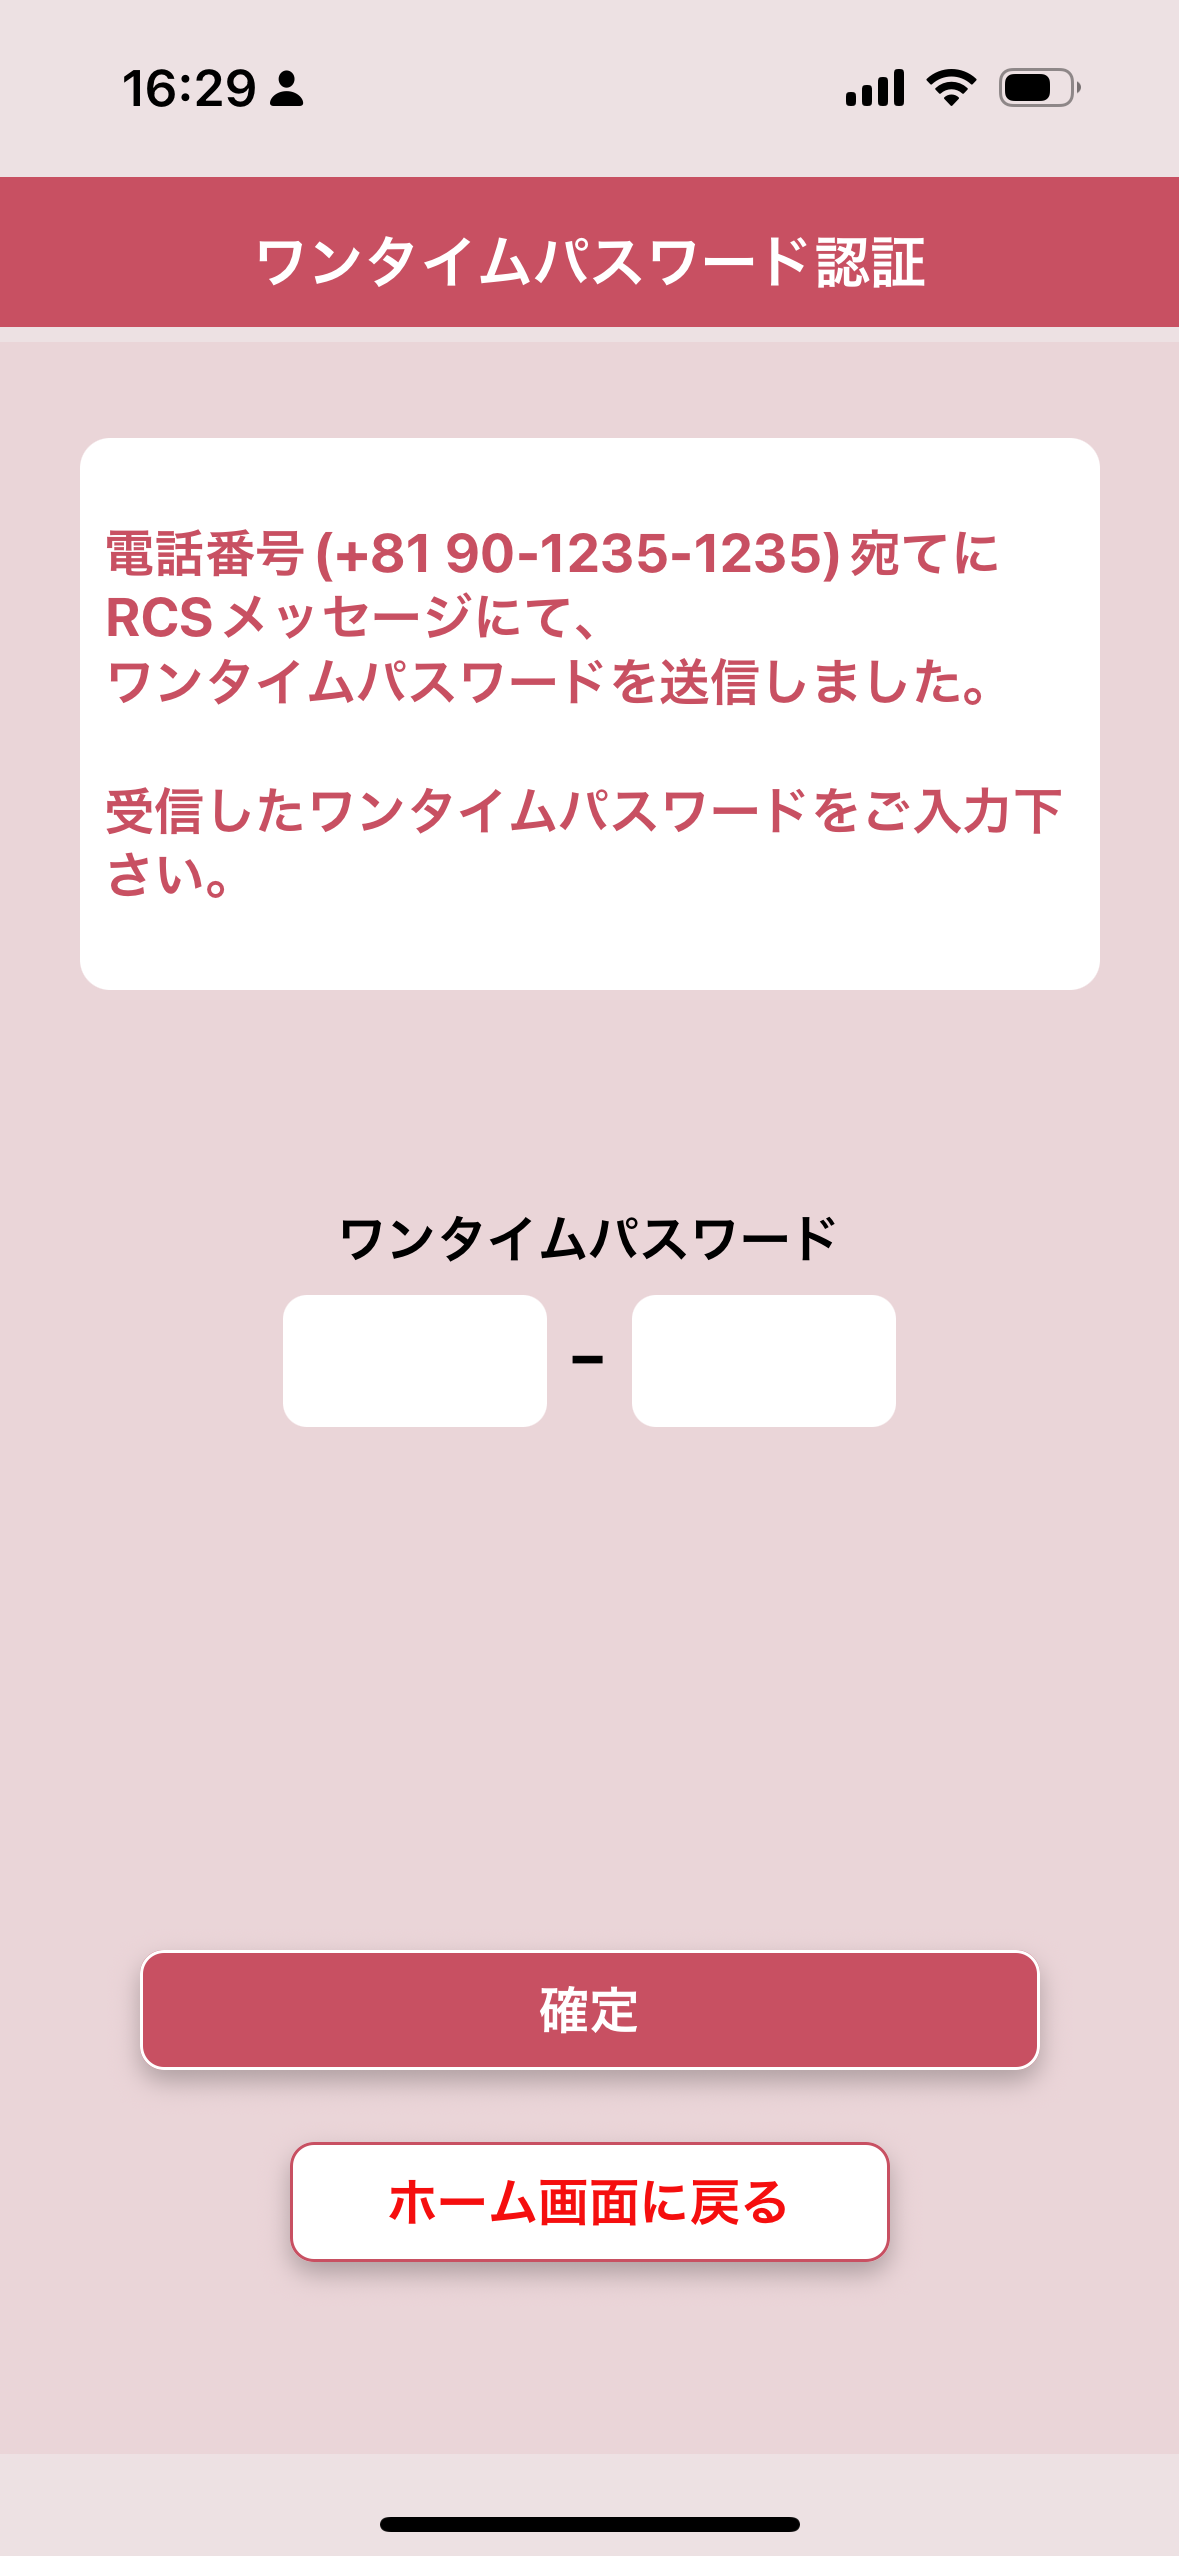 16:29
ワンタイムパスワード認証
電話番号(+81 90-1235-1235)宛てに
RCSメッセージにて、
ワンタイムパスワードを送信しました。
受信したワンタイムパスワードをご入力下
さい。
ワンタイムパスワード
-
確定
ホーム画面に戻る